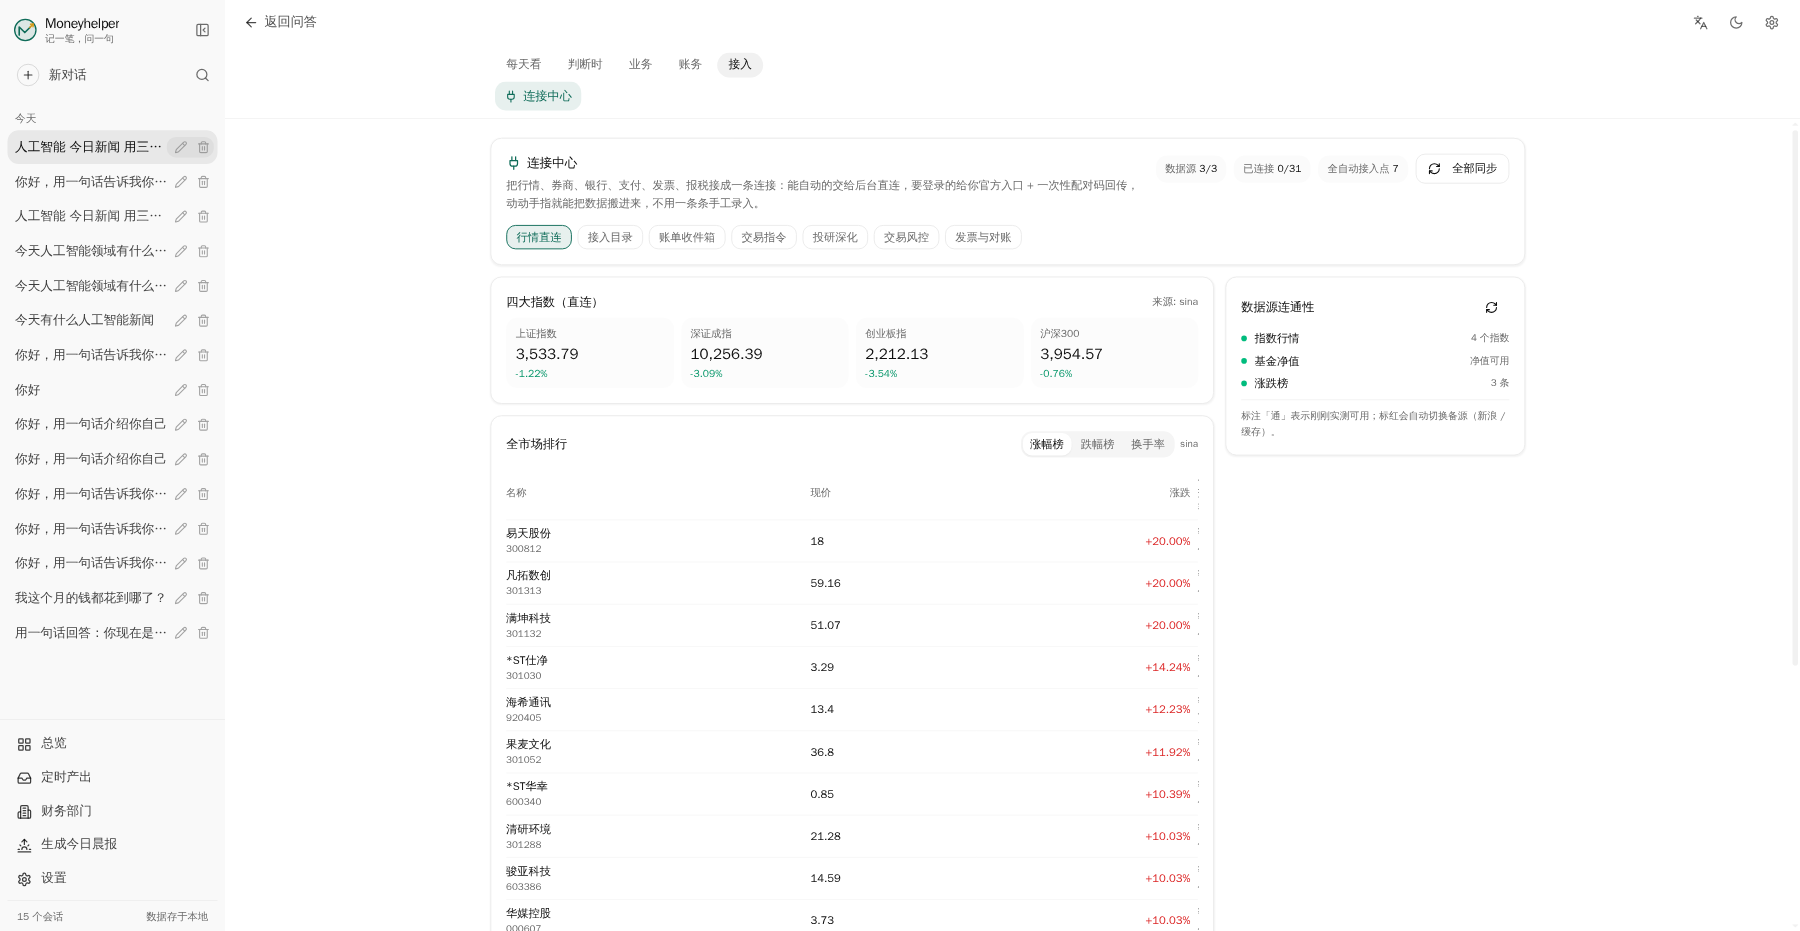 Moneyhelper
记一笔，问一句
新对话
今天
人工智能 今日新闻 用三…
你好，用一句话告诉我你…
人工智能 今日新闻 用三…
今天人工智能领域有什么…
今天人工智能领域有什么…
今天有什么人工智能新闻
你好，用一句话告诉我你…
你好
你好，用一句话介绍你自己
你好，用一句话介绍你自己
你好，用一句话告诉我你…
你好，用一句话告诉我你…
你好，用一句话告诉我你…
我这个月的钱都花到哪了？
用一句话回答：你现在是…
总览
定时产出
财务部门
生成今日晨报
设置
15 个会话 数据存于本地
返回问答
每天看 判断时 业务 账务 接入
连接中心
连接中心
数据源 3/3 已连接 0/31 全自动接入点 7 全部同步
把行情、券商、银行、支付、发票、报税接成一条连接：能自动的交给后台直连，要登录的给你官方入口 + 一次性配对码回传，
动动手指就能把数据搬进来，不用一条条手工录入。
行情直连 接入目录 账单收件箱 交易指令 投研深化 交易风控 发票与对账
四大指数（直连） 来源: sina
上证指数 深证成指 创业板指 沪深300
3,533.79 10,256.39 2,212.13 3,954.57
-1.22% -3.09% -3.54% -0.76%
数据源连通性
指数行情 4 个指数
基金净值 净值可用
涨跌榜 3 条
标注「通」表示刚刚实测可用；标红会自动切换备源（新浪 /
缓存）。
全市场排行 涨幅榜 跌幅榜 换手率 sina
名称 现价 涨跌
易天股份
300812 18 +20.00%
凡拓数创
301313 59.16 +20.00%
满坤科技
301132 51.07 +20.00%
*ST仕净
301030 3.29 +14.24%
海希通讯
920405 13.4 +12.23%
果麦文化
301052 36.8 +11.92%
*ST华幸
600340 0.85 +10.39%
清研环境
301288 21.28 +10.03%
骏亚科技
603386 14.59 +10.03%
华媒控股
000607 3.73 +10.03%